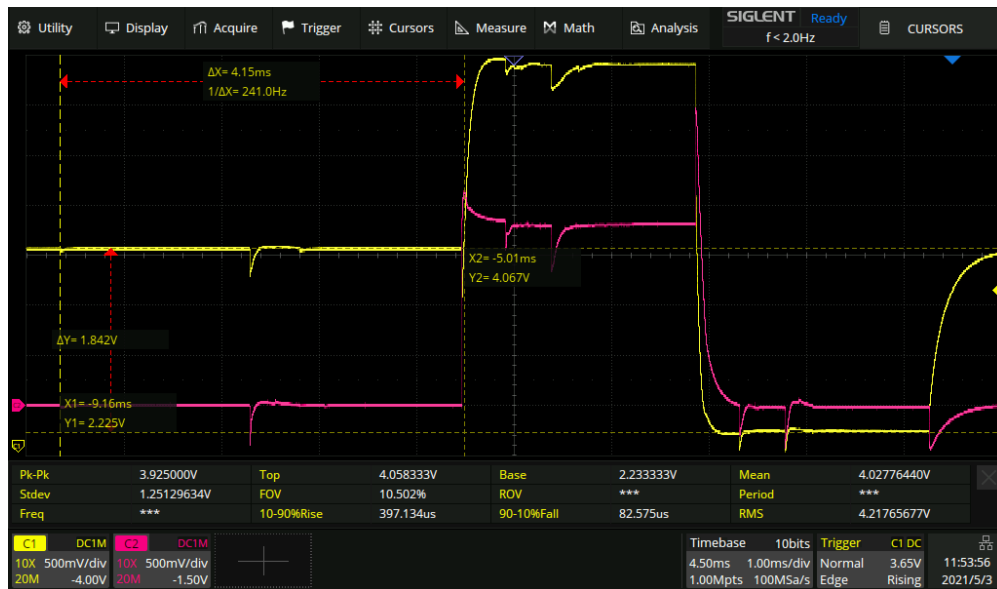 Utility Display Acquire Trigger Cursors Measure Math Analysis SIGLENT Ready CURSORS
f < 2.0Hz
ΔX= 4.15ms
1/ΔX= 241.0Hz
X2= -5.01ms
Y2= 4.067V
ΔY= 1.842V
X1= -9.16ms
Y1= 2.225V
C1
Pk-Pk 3.925000V Top 4.058333V Base 2.233333V Mean 4.02776440V
Stdev 1.25129634V FOV 10.502% ROV *** Period ***
Freq *** 10-90%Rise 397.134us 90-10%Fall 82.575us RMS 4.21765677V
C1 DC1M C2 DC1M Timebase 10bits Trigger C1 DC
10X 500mV/div 10X 500mV/div 4.50ms 1.00ms/div Normal 3.65V 11:53:56
20M -4.00V 20M -1.50V 1.00Mpts 100MSa/s Edge Rising 2021/5/3